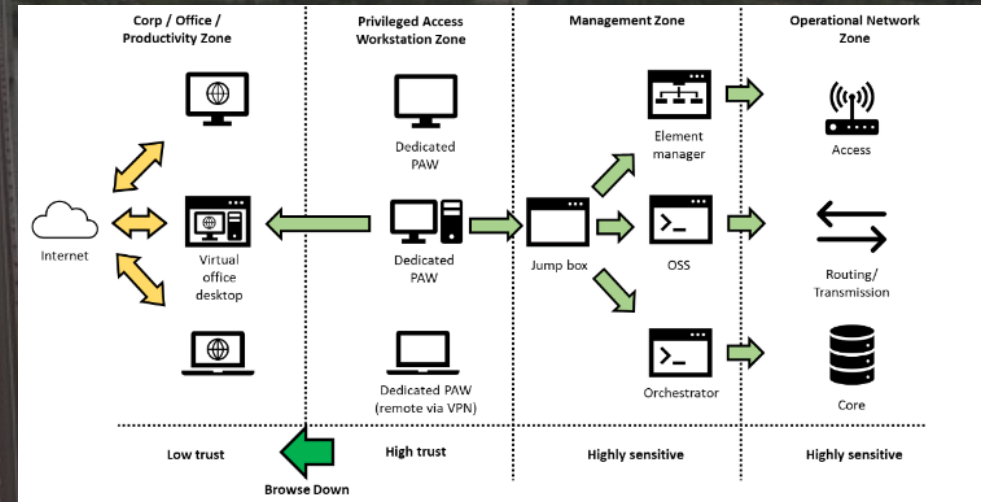 Corp / Office /
Productivity Zone
Privileged Access
Workstation Zone
Management Zone
Operational Network
Zone
Dedicated
PAW
Element
manager
Access
Internet
Virtual
office
desktop
Dedicated
PAW
Jump box
>_
OSS
Routing/
Transmission
Dedicated PAW
(remote via VPN)
>_
Orchestrator
Core
Low trust
High trust
Highly sensitive
Highly sensitive
Browse Down